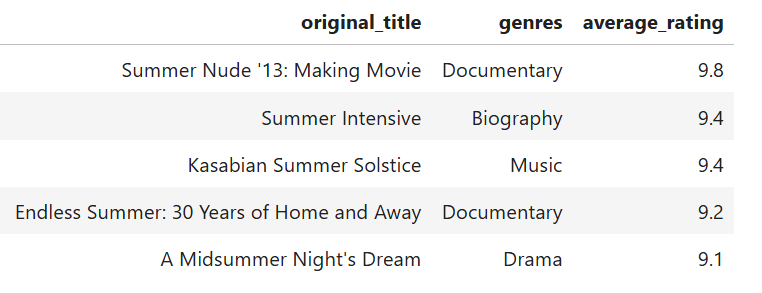 original_title genres average_rating
Summer Nude '13: Making Movie Documentary 9.8
Summer Intensive Biography 9.4
Kasabian Summer Solstice Music 9.4
Endless Summer: 30 Years of Home and Away Documentary 9.2
A Midsummer Night's Dream Drama 9.1